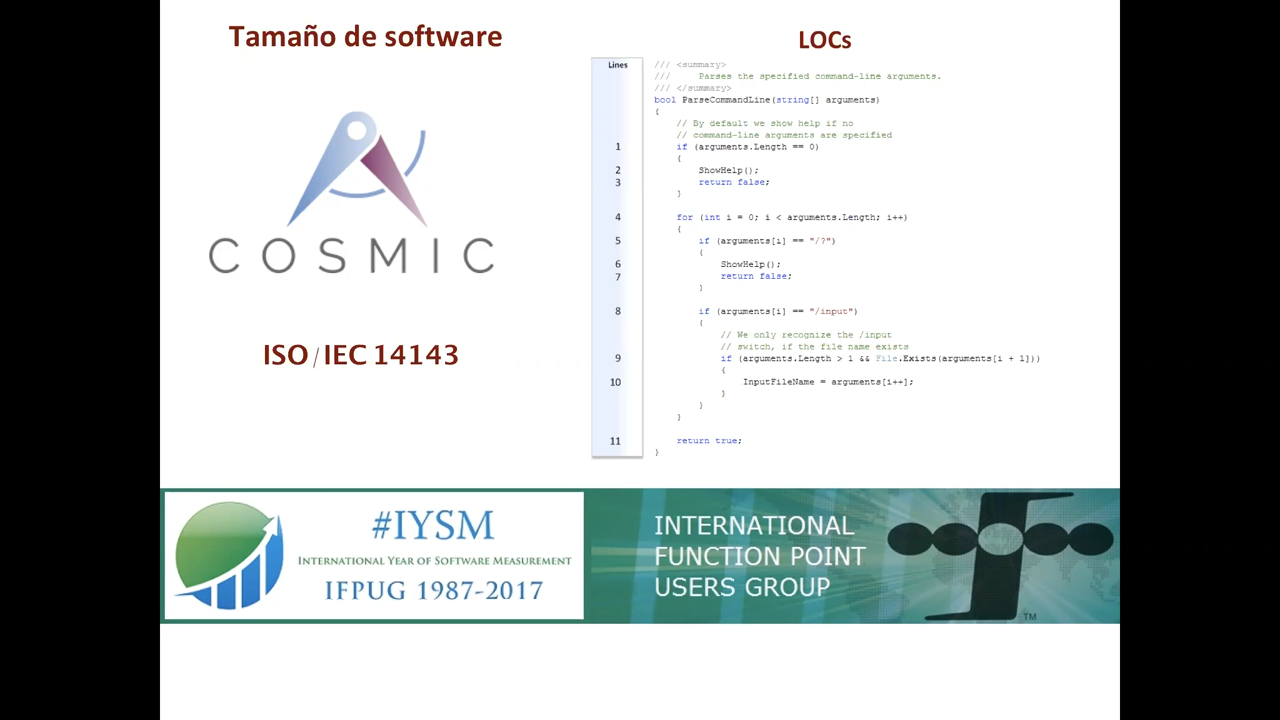 Tamaño de software
COSMIC
ISO / IEC 14143
LOCs
Lines
/// <summary>
/// Parses the specified command-line arguments.
/// </summary>
bool ParseCommandLine(string[] arguments)
{
// By default we show help if no
// command-line arguments are specified
1 if (arguments.Length == 0)
{
2 ShowHelp();
3 return false;
}
4 for (int i = 0; i < arguments.Length; i++)
{
5 if (arguments[i] == "/?")
{
6 ShowHelp();
7 return false;
}
8 if (arguments[i] == "/input")
{
// We only recognize the /input
// switch, if the file name exists
9 if (arguments.Length > 1 && File.Exists(arguments[i + 1]))
{
10 InputFileName = arguments[i++];
}
}
}
11 return true;
}
#IYSM
INTERNATIONAL YEAR OF SOFTWARE MEASUREMENT
IFPUG 1987-2017
INTERNATIONAL
FUNCTION POINT
USERS GROUP
TM